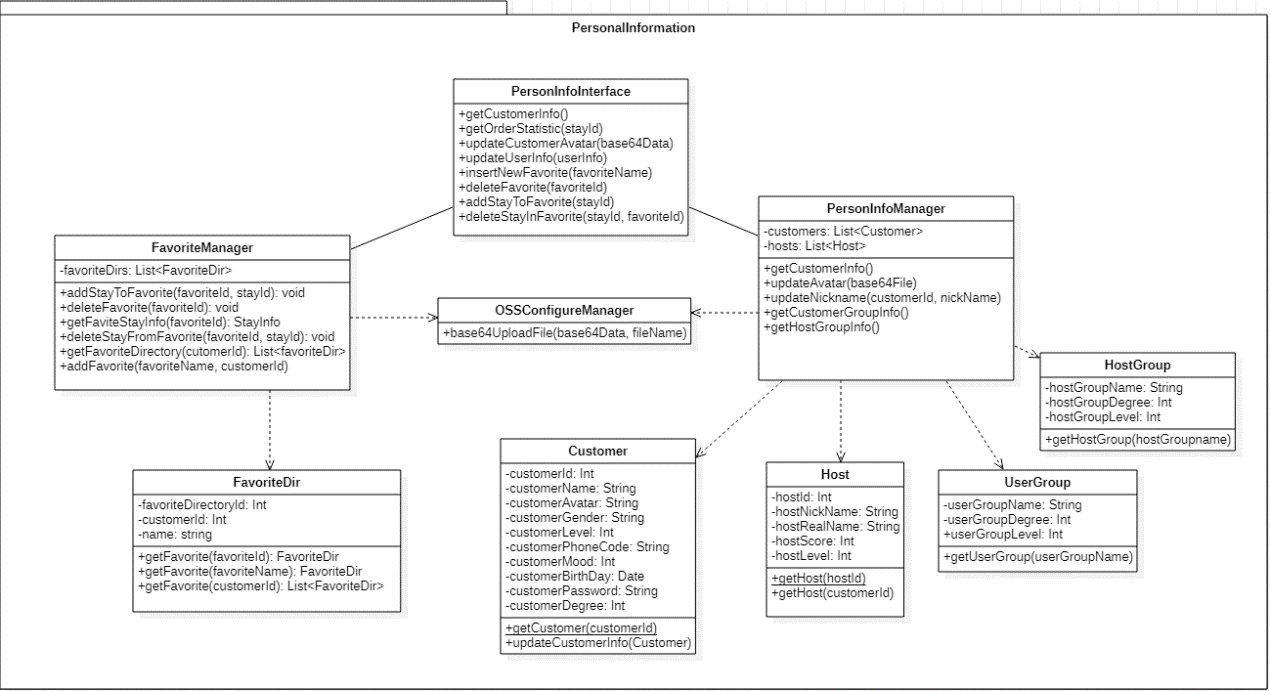 PersonalInformation
PersonInfoInterface
+getCustomerInfo()
+getOrderStatistic(stayId)
+updateCustomerAvatar(base64Data)
+updateUserInfo(userInfo)
+insertNewFavorite(favoriteName)
+deleteFavorite(favoriteId)
+addStayToFavorite(stayId)
+deleteStayInFavorite(stayId, favoriteId)
FavoriteManager
-favoriteDirs: List<FavoriteDir>
+addStayToFavorite(favoriteId, stayId): void
+deleteFavorite(favoriteId): void
+getFaviteStayInfo(favoriteId): StayInfo
+deleteStayFromFavorite(favoriteId, stayId): void
+getFavoriteDirectory(cutomerId): List<favoriteDir>
+addFavorite(favoriteName, customerId)
OSSConfigureManager
+base64UploadFile(base64Data, fileName)
PersonInfoManager
-customers: List<Customer>
-hosts: List<Host>
+getCustomerInfo()
+updateAvatar(base64File)
+updateNickname(customerId, nickName)
+getCustomerGroupInfo()
+getHostGroupInfo()
HostGroup
-hostGroupName: String
-hostGroupDegree: Int
-hostGroupLevel: Int
+getHostGroup(hostGroupname)
FavoriteDir
-favoriteDirectoryId: Int
-customerId: Int
-name: string
+getFavorite(favoriteId): FavoriteDir
+getFavorite(favoriteName): FavoriteDir
+getFavorite(customerId): List<FavoriteDir>
Customer
-customerId: Int
-customerName: String
-customerAvatar: String
-customerGender: String
-customerLevel: Int
-customerPhoneCode: String
-customerMood: Int
-customerBirthDay: Date
-customerPassword: String
-customerDegree: Int
+getCustomer(customerId)
+updateCustomerInfo(Customer)
Host
-hostId: Int
-hostNickName: String
-hostRealName: String
-hostScore: Int
-hostLevel: Int
+getHost(hostId)
+getHost(customerId)
UserGroup
-userGroupName: String
-userGroupDegree: Int
+userGroupLevel: Int
+getUserGroup(userGroupName)